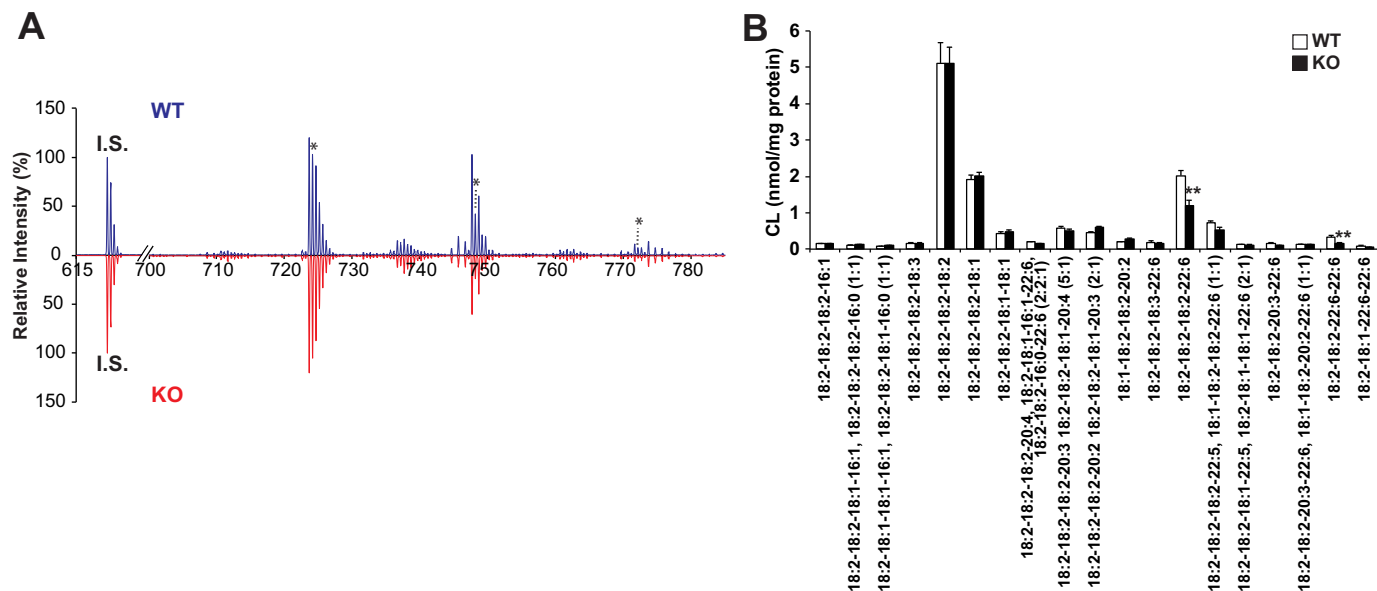 A
WT
150
100
50
0
50
100
150
Relative Intensity (%)
I.S.
*
*
*
615
700
710
720
730
740
750
760
770
780
I.S.
KO
B
CL (nmol/mg protein)
6
5
4
3
2
1
0
WT
KO
**
**
18:2-18:2-18:2-16:1
18:2-18:2-18:1-16:1, 18:2-18:2-18:2-16:0 (1:1)
18:2-18:1-18:1-16:1, 18:2-18:2-18:1-16:0 (1:1)
18:2-18:2-18:2-18:3
18:2-18:2-18:2-18:2
18:2-18:2-18:2-18:1
18:2-18:2-18:1-18:1
18:2-18:2-18:2-20:4, 18:2-18:1-16:1-22:6,
18:2-18:2-16:0-22:6 (2:2:1)
18:2-18:2-18:2-20:3 18:2-18:2-18:1-20:4 (5:1)
18:2-18:2-18:2-20:2 18:2-18:2-18:1-20:3 (2:1)
18:1-18:2-18:2-20:2
18:2-18:2-18:3-22:6
18:2-18:2-18:2-22:6
18:2-18:2-18:2-22:5, 18:1-18:2-18:2-22:6 (1:1)
18:2-18:2-18:1-22:5, 18:2-18:1-18:1-22:6 (2:1)
18:2-18:2-20:3-22:6
18:2-18:2-20:3-22:6, 18:1-18:2-20:2-22:6 (1:1)
18:2-18:2-22:6-22:6
18:2-18:1-22:6-22:6